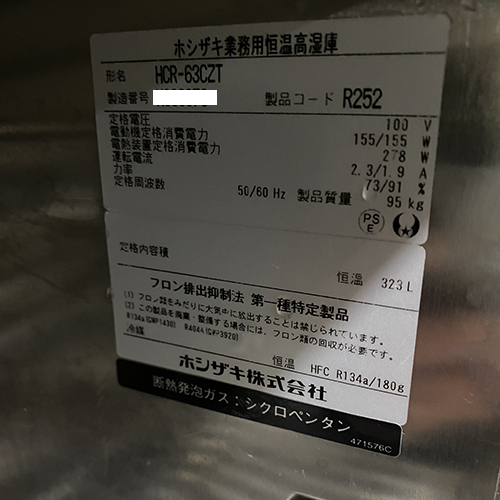 ホシザキ業務用恒温高湿庫
形名 HCR-63CZT
製造番号 製品コード R252
定格電圧 100 V
電動機定格消費電力 155/155 W
電熱装置定格消費電力 278 W
運転電流 2.3/1.9 A
力率 73/91 %
定格周波数 50/60 Hz 製品質量 95 kg
PS
E
定格内容積
恒温 323 L
フロン排出抑制法 第一種特定製品
(1) フロン類をみだりに大気中に放出することは禁じられています。
(2) この製品を廃棄・整備する場合には、フロン類の回収が必要です。
R134a(GWP1430) R404A(GWP3920)
冷媒 恒温 HFC R134a/180g
ホシザキ株式会社
断熱発泡ガス:シクロペンタン
471576C